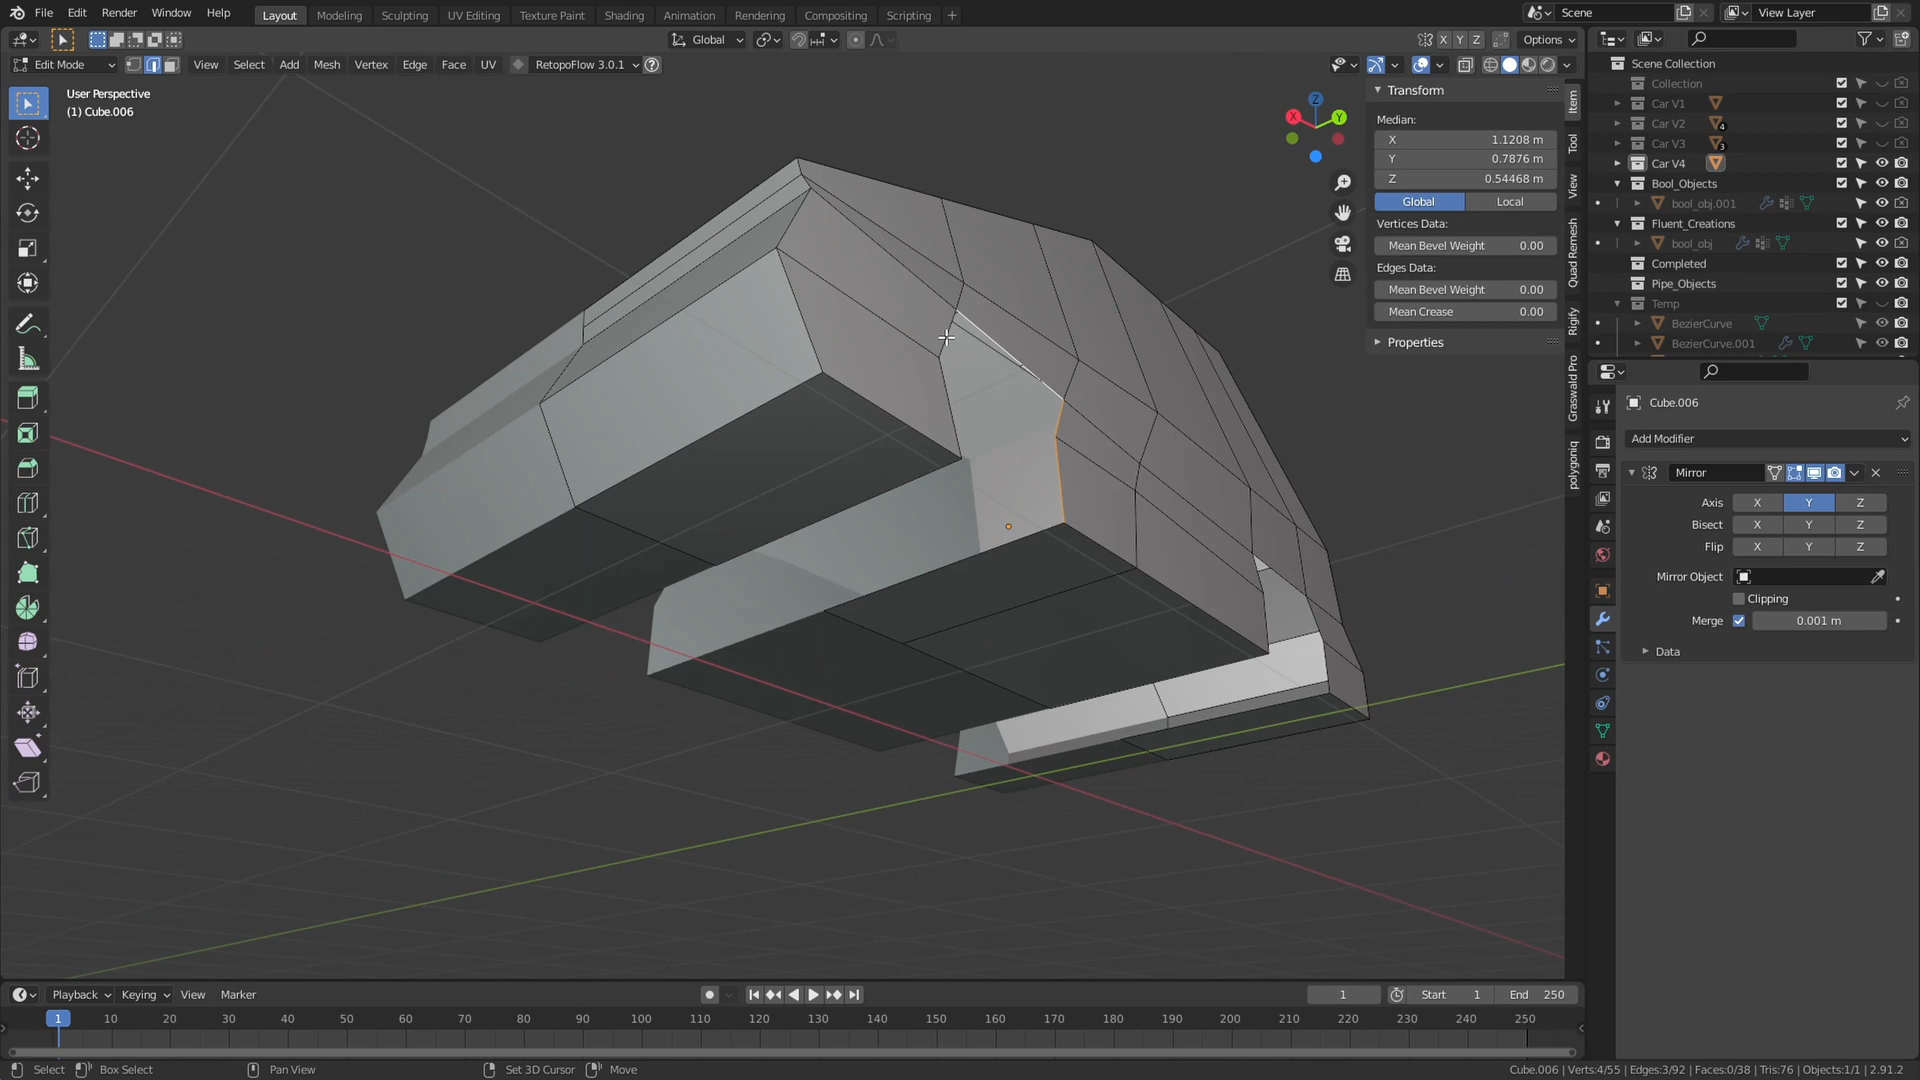 File Edit Render Window Help
Layout Modeling Sculpting UV Editing Texture Paint Shading Animation Rendering Compositing Scripting +
Scene
View Layer
Global
X Y Z
Options
Edit Mode
View Select Add Mesh Vertex Edge Face UV
RetopoFlow 3.0.1
User Perspective
(1) Cube.006
Z
X
Y
Transform
Median:
X 1.1208 m
Y 0.7876 m
Z 0.54468 m
Global Local
Vertices Data:
Mean Bevel Weight 0.00
Edges Data:
Mean Bevel Weight 0.00
Mean Crease 0.00
Properties
Item
Tool
View
Quad Remesh
Rigify
Graswald Pro
polygoniq
Scene Collection
Collection
Car V1
Car V2 4
Car V3 3
Car V4
Bool_Objects
bool_obj.001
Fluent_Creations
bool_obj
Completed
Pipe_Objects
Temp
BezierCurve
BezierCurve.001
Cube.006
Add Modifier
Mirror
Axis X Y Z
Bisect X Y Z
Flip X Y Z
Mirror Object
Clipping
Merge 0.001 m
Data
Playback Keying View Marker
1 Start 1 End 250
1 10 20 30 40 50 60 70 80 90 100 110 120 130 140 150 160 170 180 190 200 210 220 230 240 250
Select Box Select Pan View Set 3D Cursor Move
Cube.006 | Verts:4/55 | Edges:3/92 | Faces:0/38 | Tris:76 | Objects:1/1 | 2.91.2